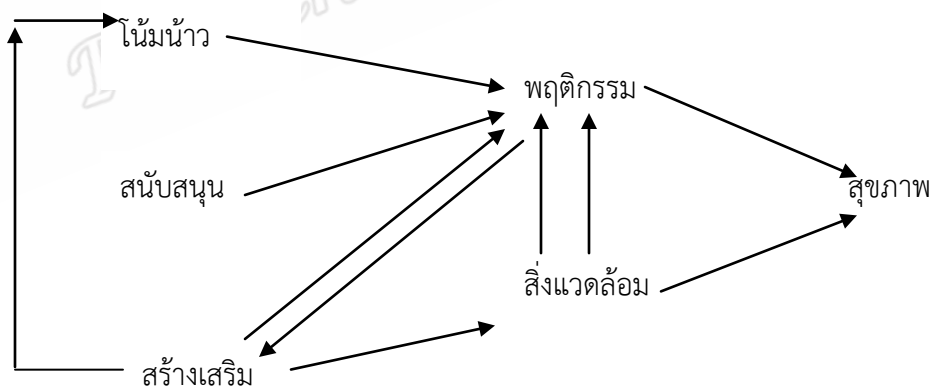 โน้มน้าว
พฤติกรรม
สนับสนุน
สุขภาพ
สิ่งแวดล้อม
สร้างเสริม